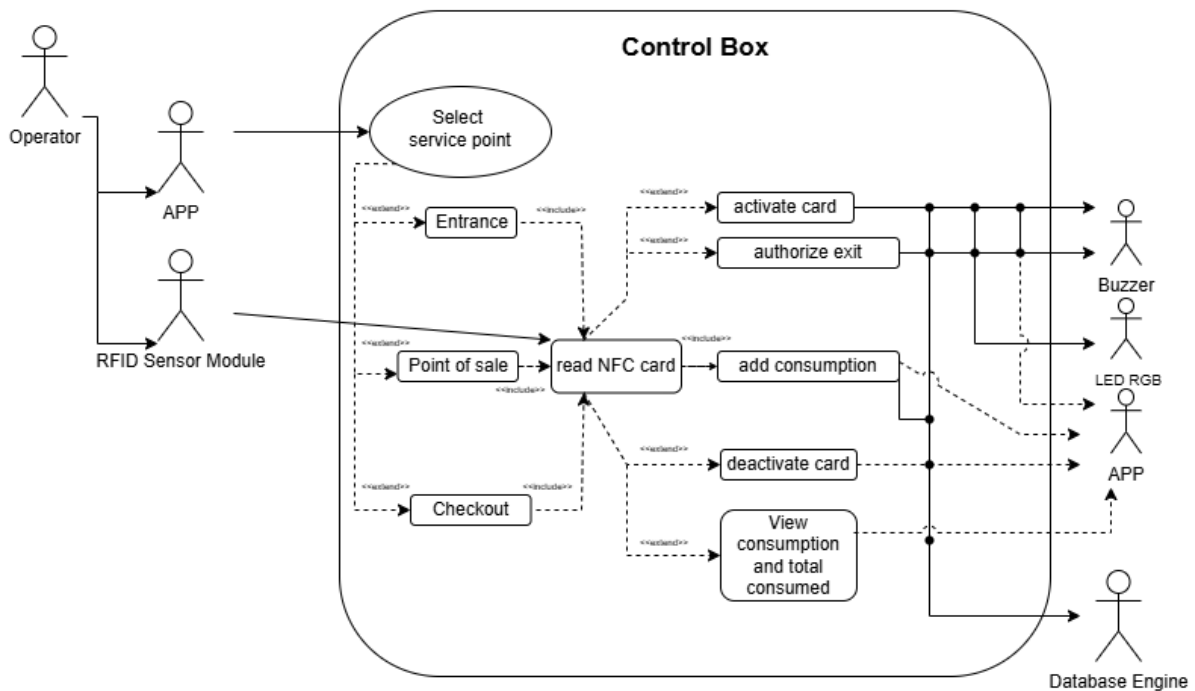 Control Box
Operator
APP
RFID Sensor Module
Select
service point
<<extend>>
Entrance
<<include>>
<<extend>>
Point of sale
<<include>>
<<extend>>
Checkout
<<include>>
read NFC card
<<extend>>
activate card
<<extend>>
authorize exit
<<include>>
add consumption
<<extend>>
deactivate card
<<extend>>
View
consumption
and total
consumed
Buzzer
LED RGB
APP
Database Engine